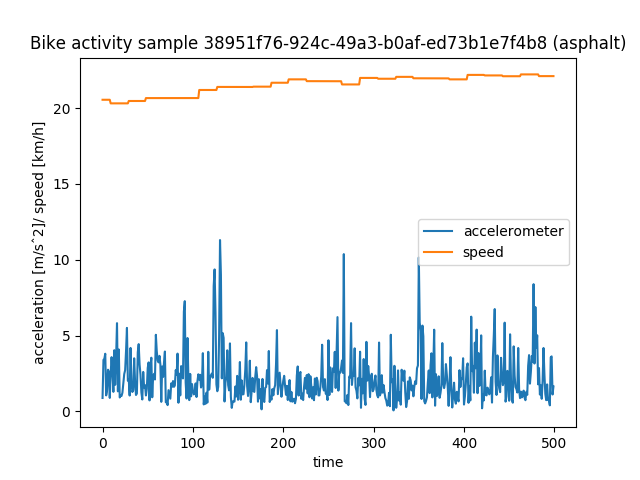 Bike activity sample 38951f76-924c-49a3-b0af-ed73b1e7f4b8 (asphalt)
acceleration [m/s^2]/ speed [km/h]
20
15
10
5
0
accelerometer
speed
0 100 200 300 400 500
time